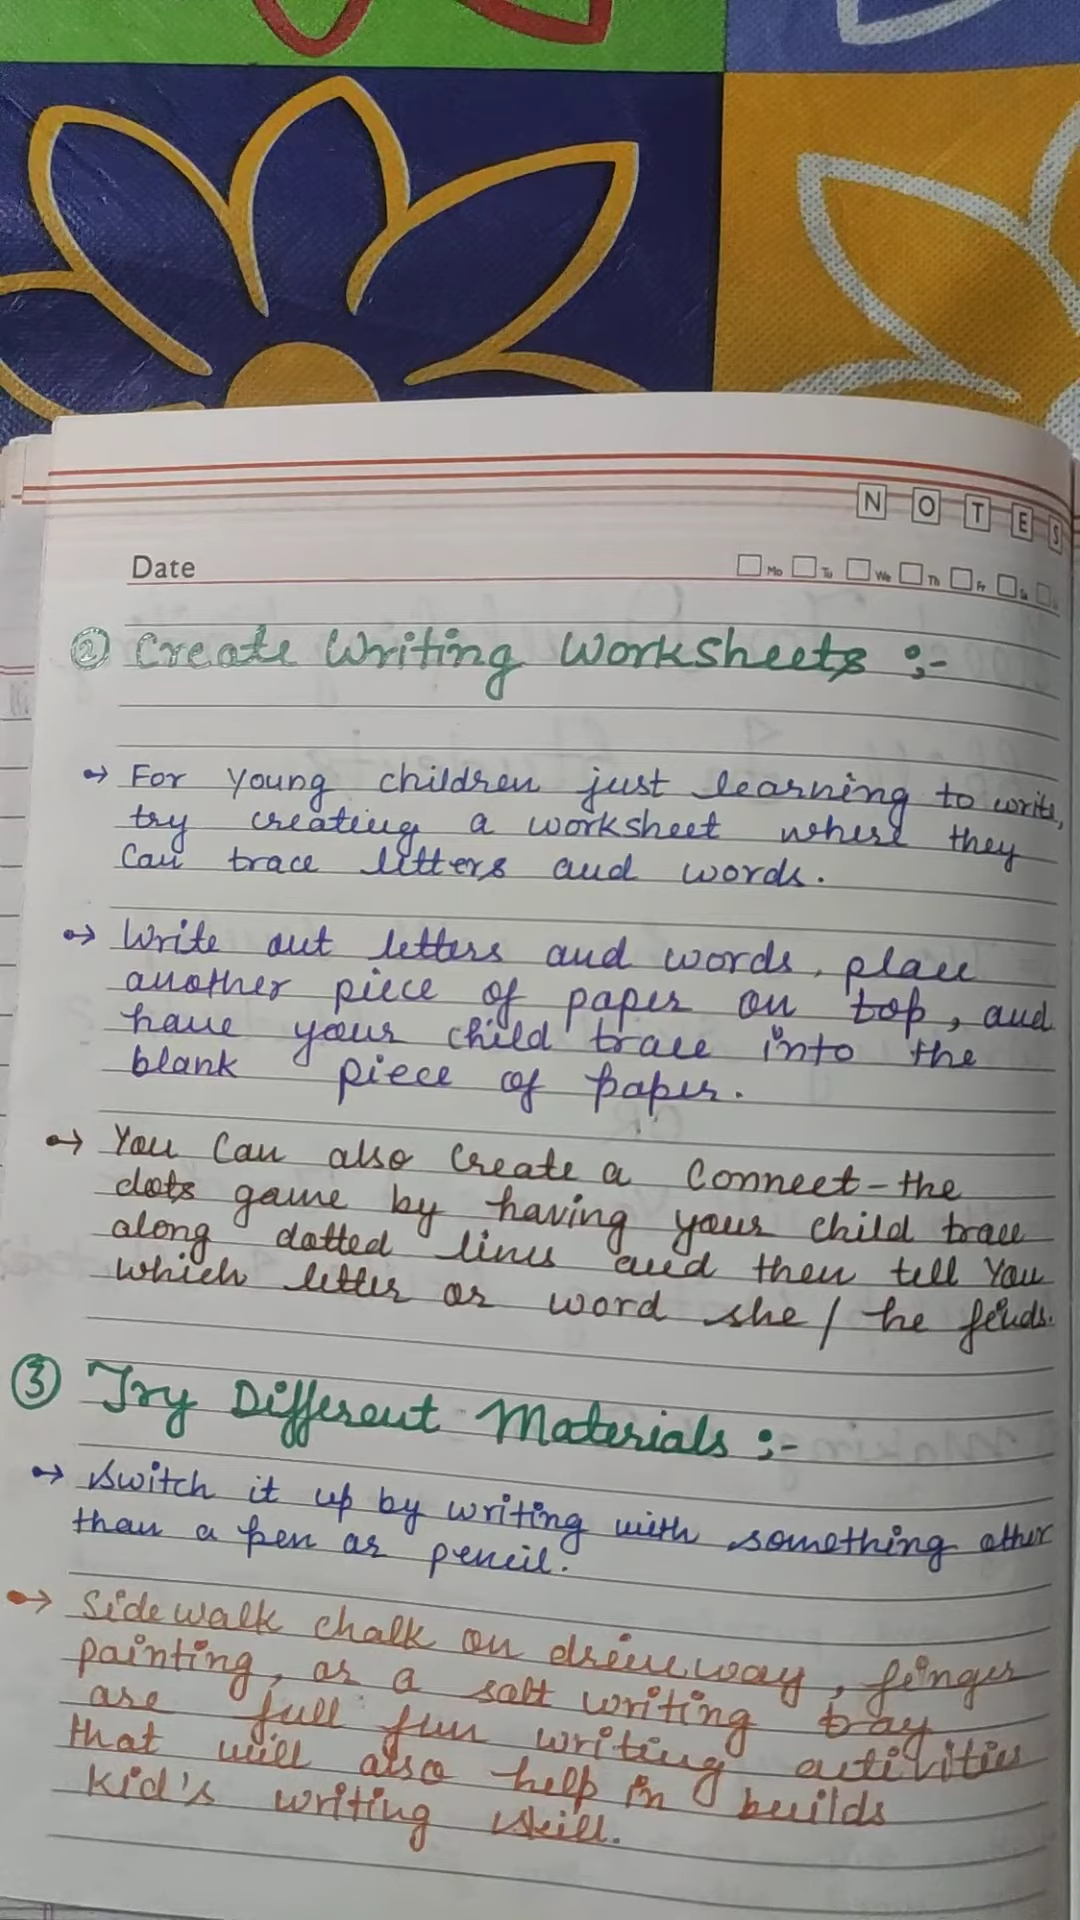 NOTES
Date
Mo Tu We Th Fr Sa
② Create Writing Worksheets :-
→ For young children just learning to write,
try creating a worksheet where they
Can trace letters and words.
→ Write out letters and words, place
another piece of paper on top, and
have your child trace into the
blank piece of paper.
→ You Can also Create a Connect-the
dots game by having your child trace
along dotted lines and then tell You
which letter or word she / he finds.
③ Try Different Materials :-
→ Switch it up by writing with something other
than a pen or pencil.
→ Sidewalk chalk on driveway, finger
painting, or a salt writing tray
are full fun writing activities
that will also help in builds
Kid's writing skill.